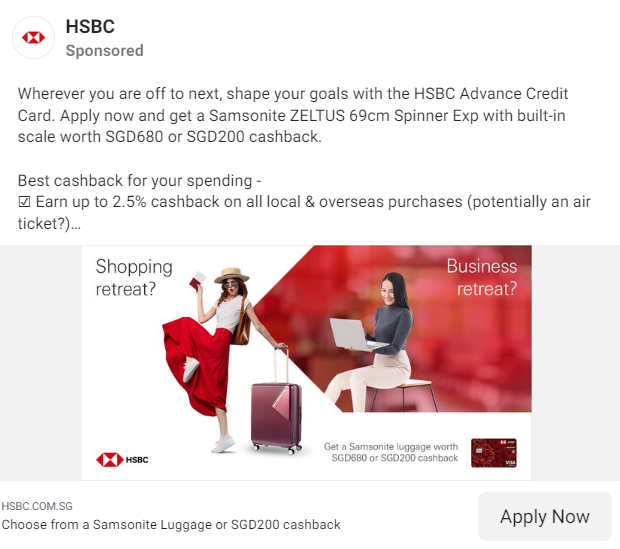 HSBC
Sponsored
Wherever you are off to next, shape your goals with the HSBC Advance Credit
Card. Apply now and get a Samsonite ZELTUS 69cm Spinner Exp with built-in
scale worth SGD680 or SGD200 cashback.
Best cashback for your spending -
☑ Earn up to 2.5% cashback on all local & overseas purchases (potentially an air
ticket?)...
Shopping
retreat?
Business
retreat?
Get a Samsonite luggage worth
SGD680 or SGD200 cashback
HSBC
VISA
HSBC.COM.SG
Choose from a Samsonite Luggage or SGD200 cashback
Apply Now